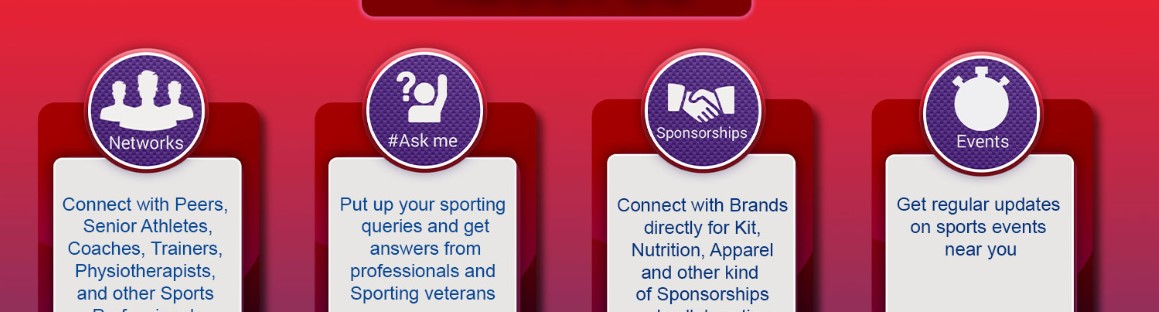 Networks
#Ask me
Sponsorships
Events
Connect with Peers,
Senior Athletes,
Coaches, Trainers,
Physiotherapists,
and other Sports
Put up your sporting
queries and get
answers from
professionals and
Sporting veterans
Connect with Brands
directly for Kit,
Nutrition, Apparel
and other kind
of Sponsorships
Get regular updates
on sports events
near you